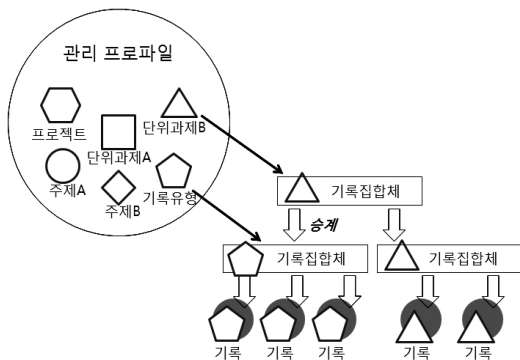 관리 프로파일
프로젝트
단위과제A
단위과제B
주제A
주제B
기록유형
기록집합체
승계
기록집합체
기록집합체
기록
기록
기록
기록
기록